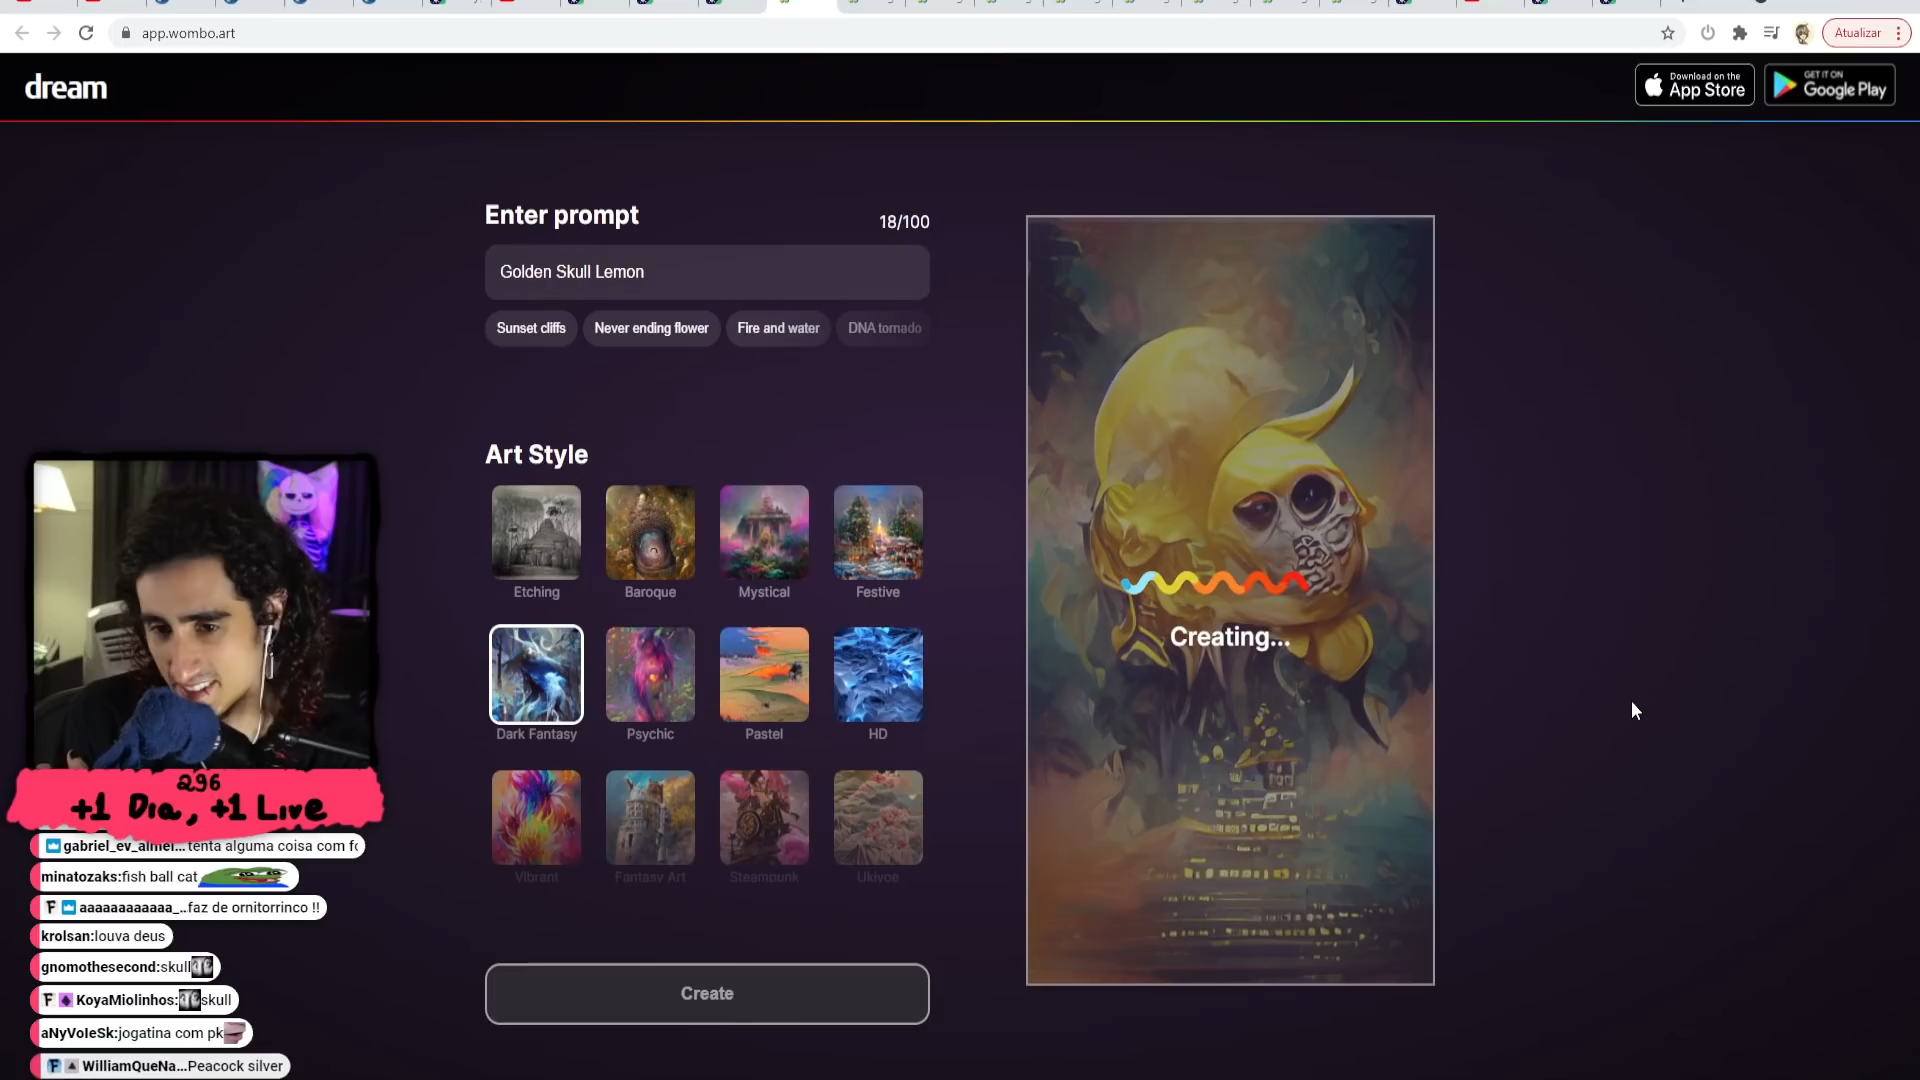 app.wombo.art
Atualizar
dream
Download on the
App Store
GET IT ON
Google Play
Enter prompt
18/100
Golden Skull Lemon
Sunset cliffs
Never ending flower
Fire and water
DNA tornado
Art Style
Etching
Baroque
Mystical
Festive
Dark Fantasy
Psychic
Pastel
HD
Vibrant
Fantasy Art
Steampunk
Ukiyoe
Create
Creating...
296
+1 Dia, +1 Live
tenta alguma coisa com
minatozaks:fish ball cat
aaaaaaaaaaaa_..faz de ornitorrinco !!
krolsan:louva deus
gnomothesecond:skull
KoyaMiolinhos: skull
aNyVoIeSk:jogatina com pk
WilliamQueNa...Peacock silver